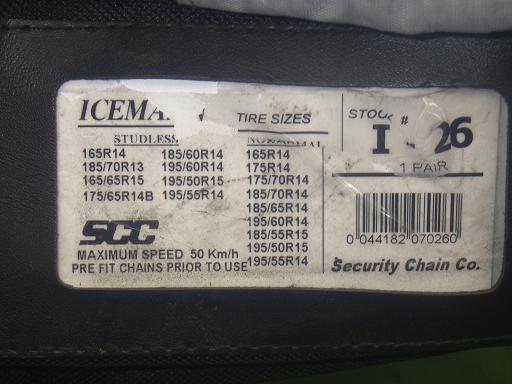 ICEMA
TIRE SIZES
STOCK #
I - 26
1 PAIR
STUDLESS
165R14 185/60R14
185/70R13 195/60R14
165/65R15 195/50R15
175/65R14B 195/55R14
165R14
175R14
175/70R14
185/70R14
185/65R14
195/60R14
185/55R15
195/50R15
195/55R14
SCC
MAXIMUM SPEED 50 Km/h
PRE FIT CHAINS PRIOR TO USE
0 044182 070260
Security Chain Co.